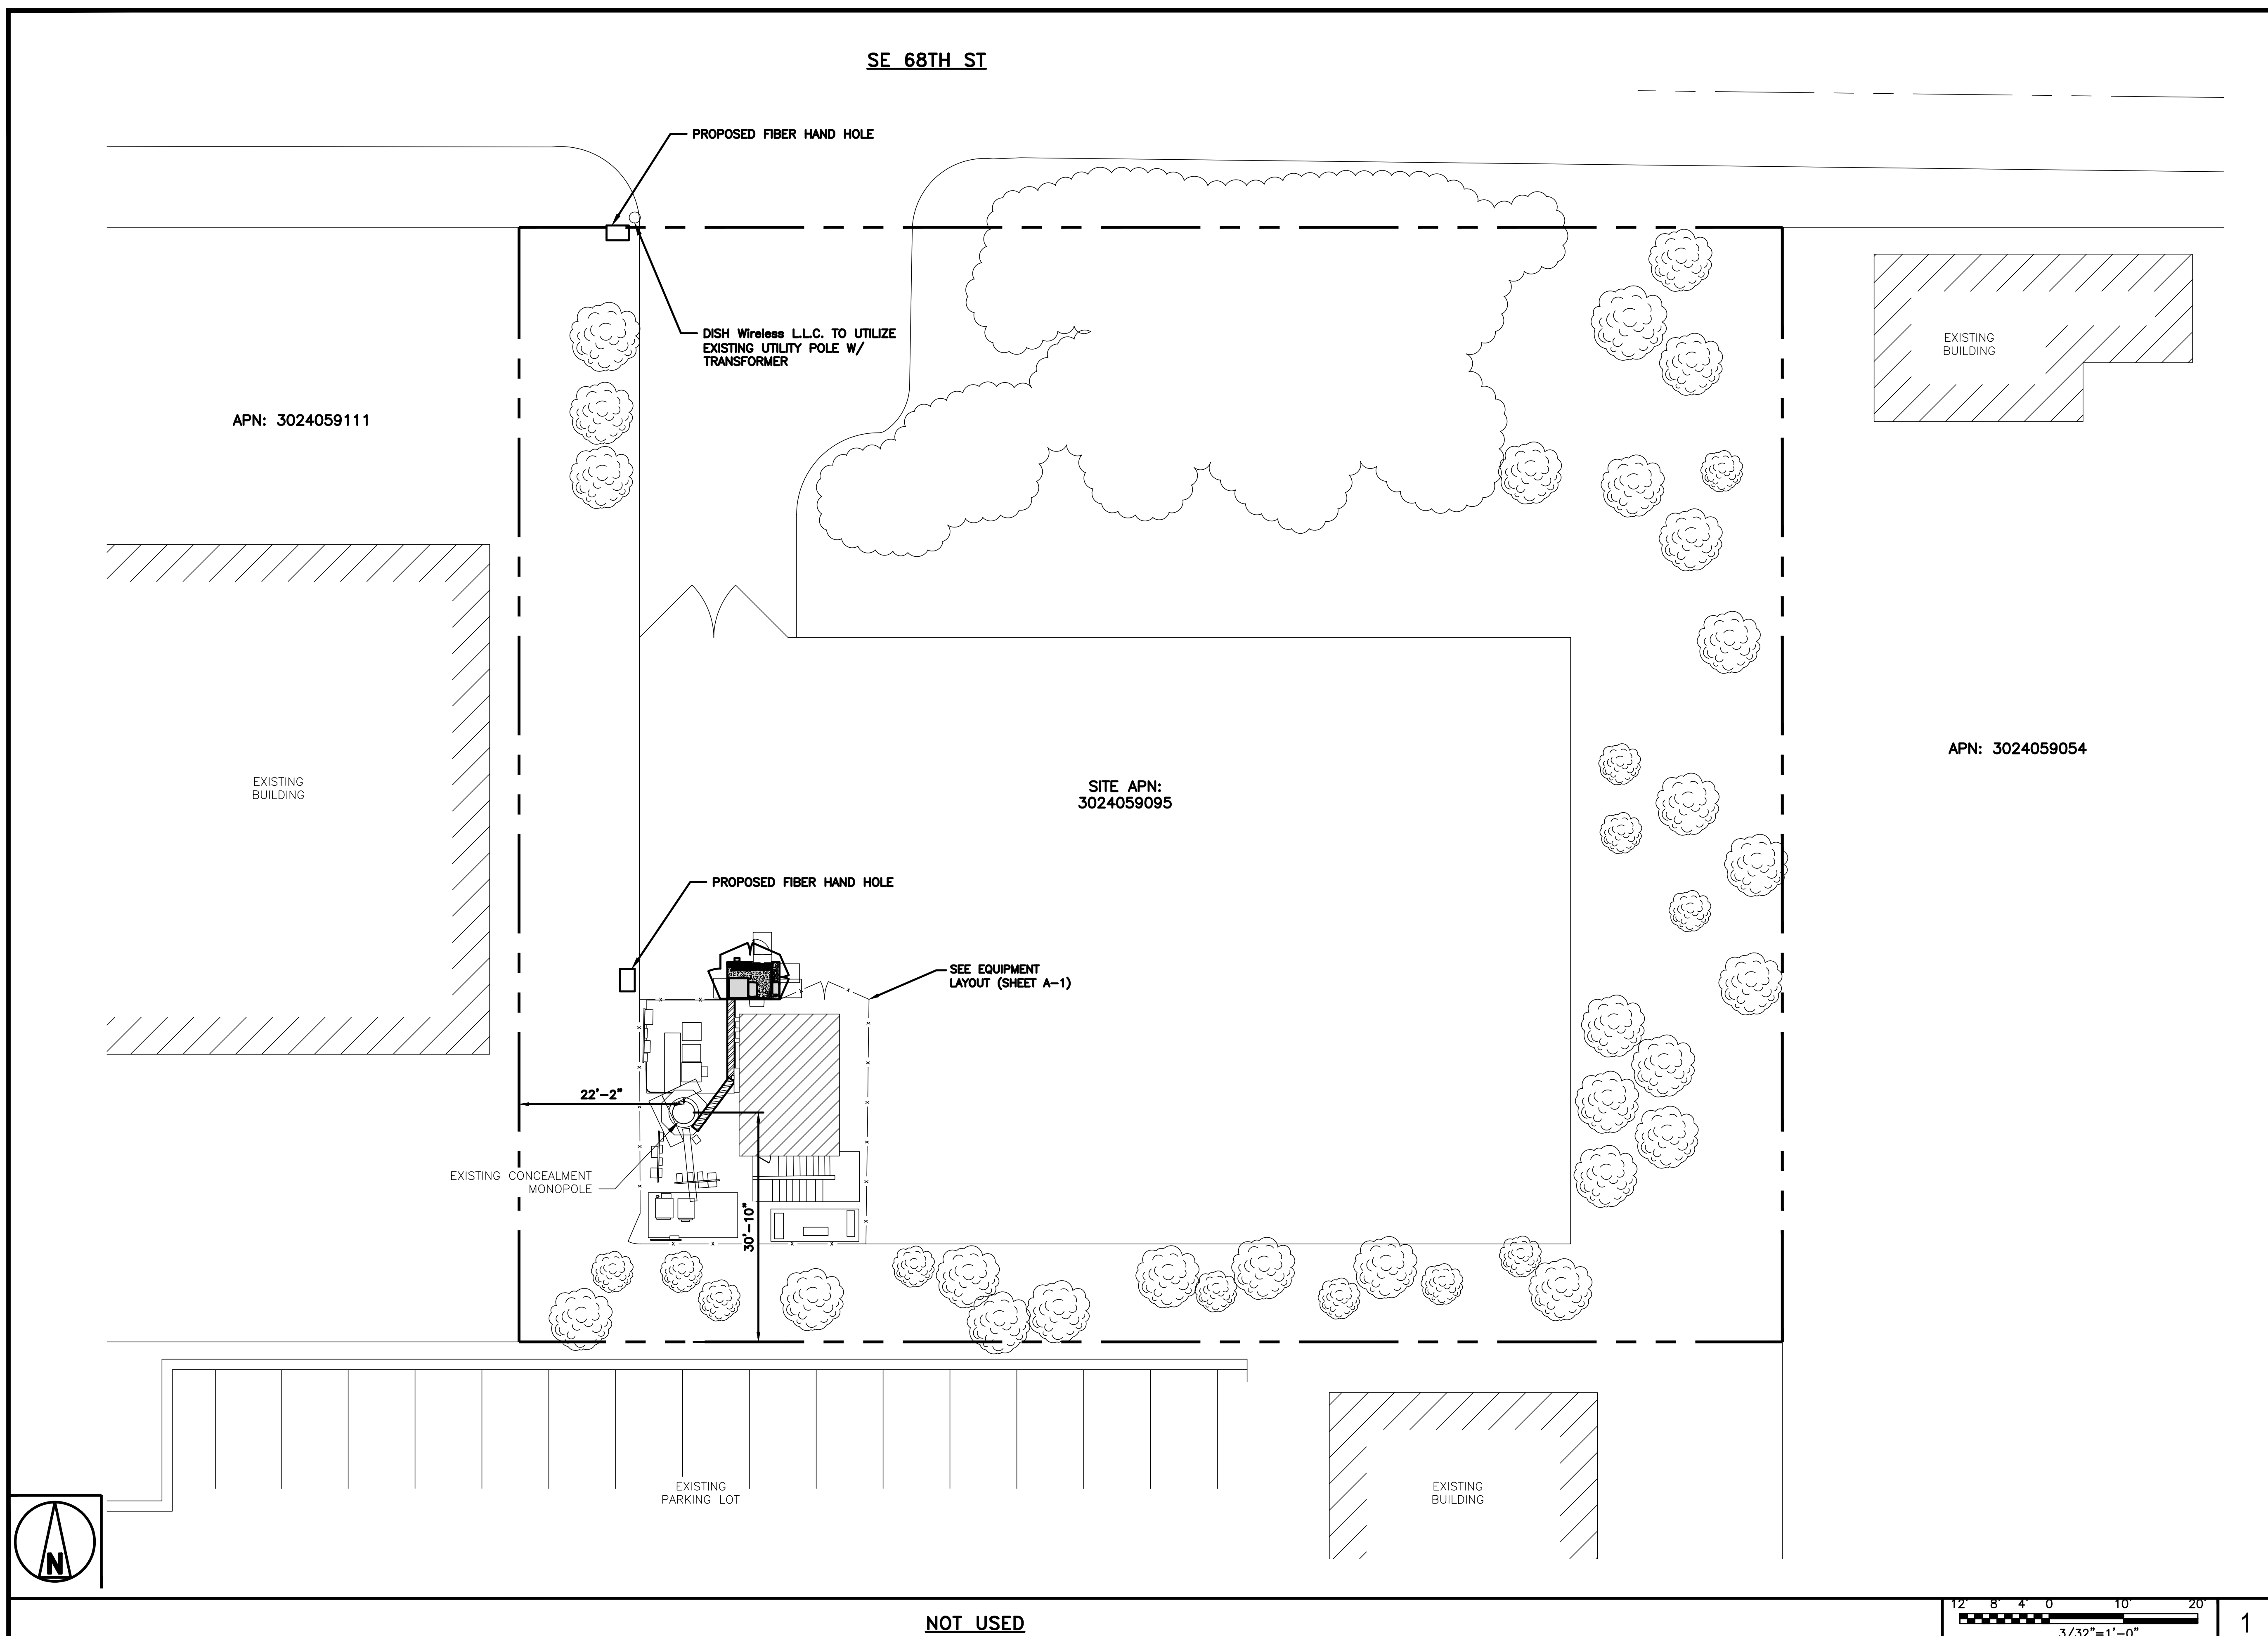 SE 68TH ST
PROPOSED FIBER HAND HOLE
DISH Wireless L.L.C. TO UTILIZE
EXISTING UTILITY POLE W/
TRANSFORMER
EXISTING
BUILDING
APN: 3024059111
APN: 3024059054
EXISTING
BUILDING
SITE APN:
3024059095
PROPOSED FIBER HAND HOLE
SEE EQUIPMENT
LAYOUT (SHEET A-1)
22'-2"
EXISTING CONCEALMENT
MONOPOLE
30'-10"
EXISTING
PARKING LOT
EXISTING
BUILDING
N
NOT USED
12' 8' 4' 0 10' 20'
3/32"=1'-0"
1